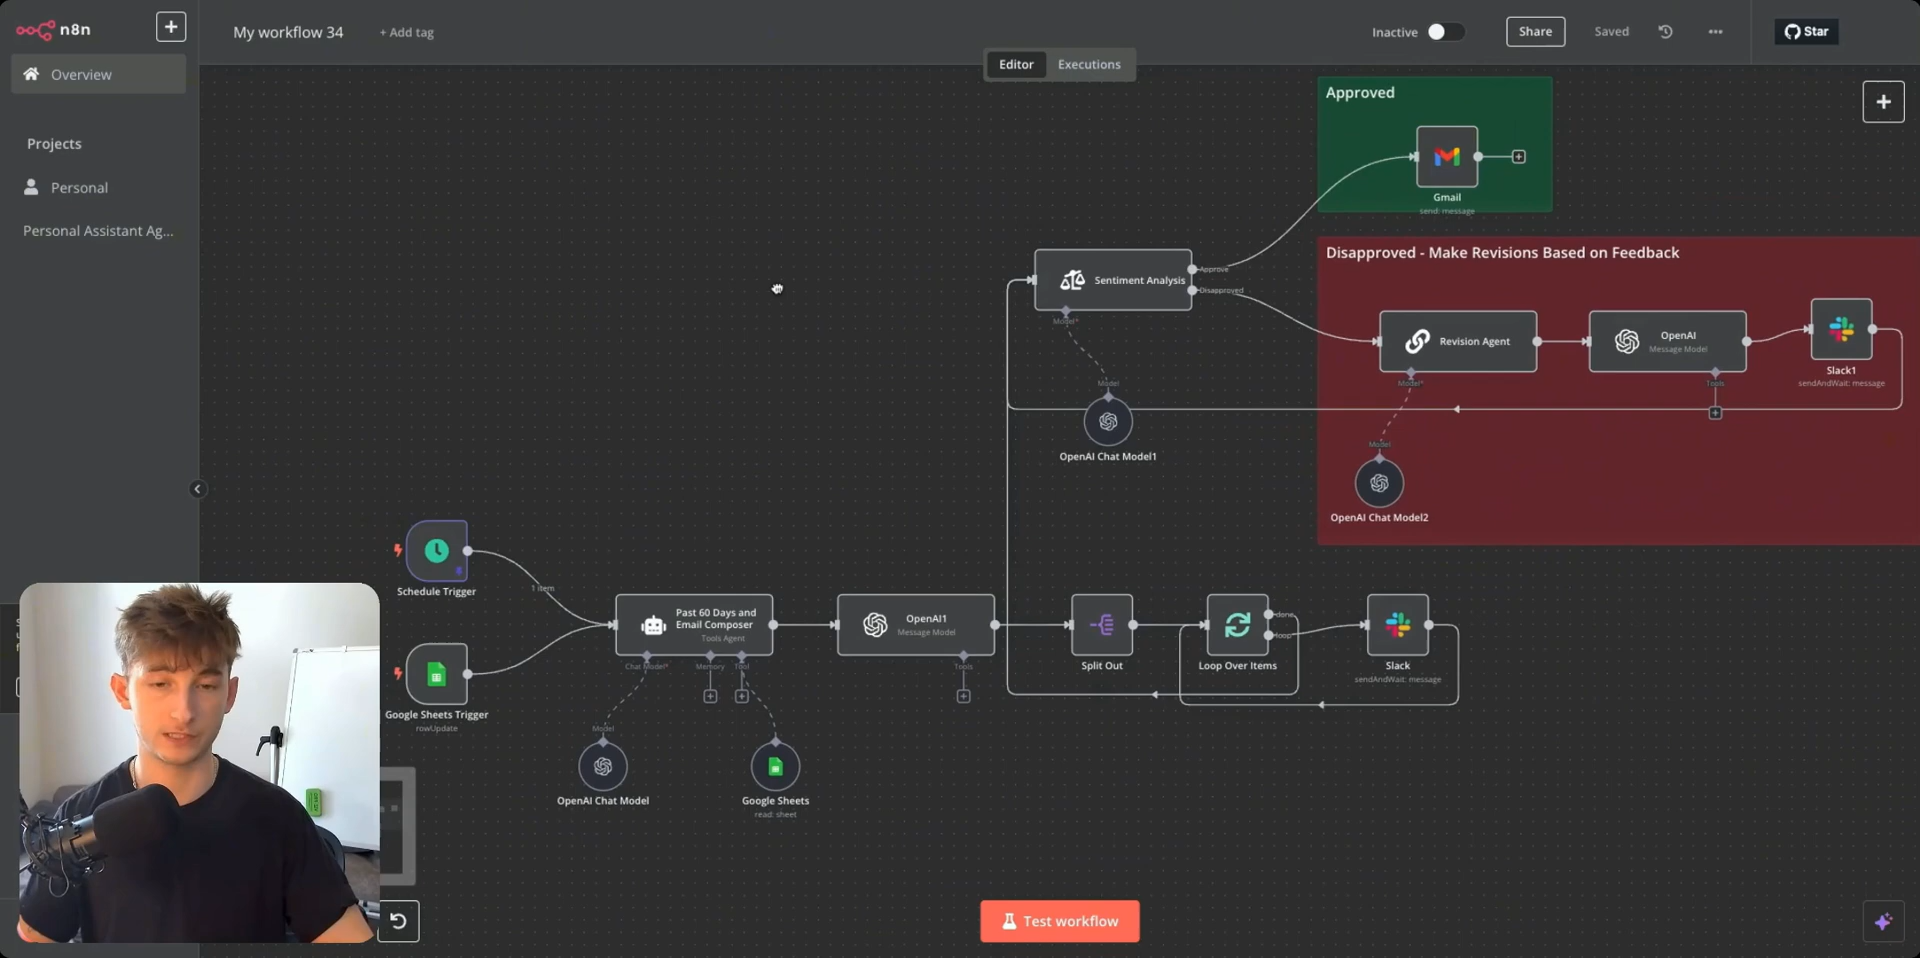 n8n
My workflow 34
+ Add tag
Inactive
Share
Saved
Star
Editor
Executions
Overview
Projects
Personal
Personal Assistant Ag...
Approved
Gmail
send: message
Disapproved - Make Revisions Based on Feedback
Sentiment Analysis
Approve
Disapproved
Model*
Model
OpenAI Chat Model1
Revision Agent
Model*
Model
OpenAI Chat Model2
OpenAI
Message Model
Tools
Slack1
sendAndWait: message
Schedule Trigger
1 item
Google Sheets Trigger
rowUpdate
Past 60 Days and
Email Composer
Tools Agent
Chat Model*
Memory
Tool
Model
OpenAI Chat Model
Google Sheets
read: sheet
OpenAI1
Message Model
Tools
Split Out
done
loop
Loop Over Items
Slack
sendAndWait: message
Test workflow